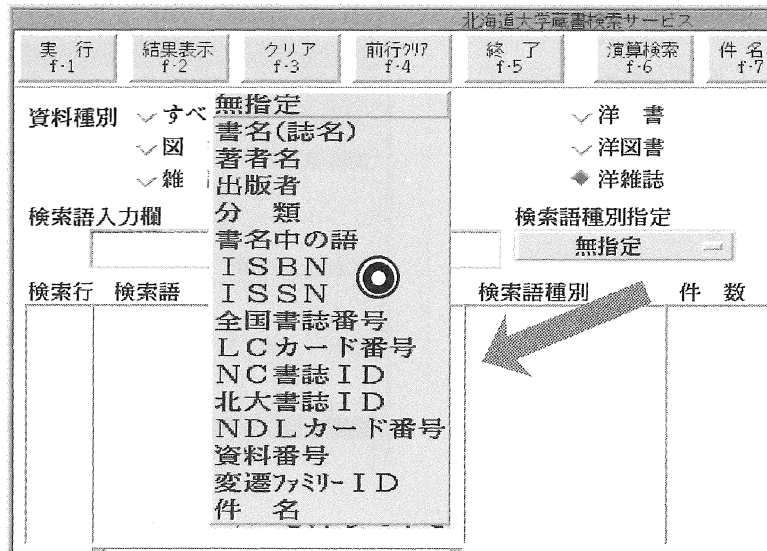 北海道大学蔵書検索サービス
実 行 結果表示 クリア 前行クリア 終 了 演算検索 件 名
f·1 f·2 f·3 f·4 f·5 f·6 f·7
資料種別 すべ 洋 書
図 洋図書
雑 洋雑誌
検索語入力欄 検索語種別指定
無指定
検索行 検索語 検索語種別 件 数
無指定
書名(誌名)
著者名
出版者
分 類
書名中の語
ISBN
ISSN
全国書誌番号
LCカード番号
NC書誌ID
北大書誌ID
NDLカード番号
資料番号
変遷ファミリーID
件 名